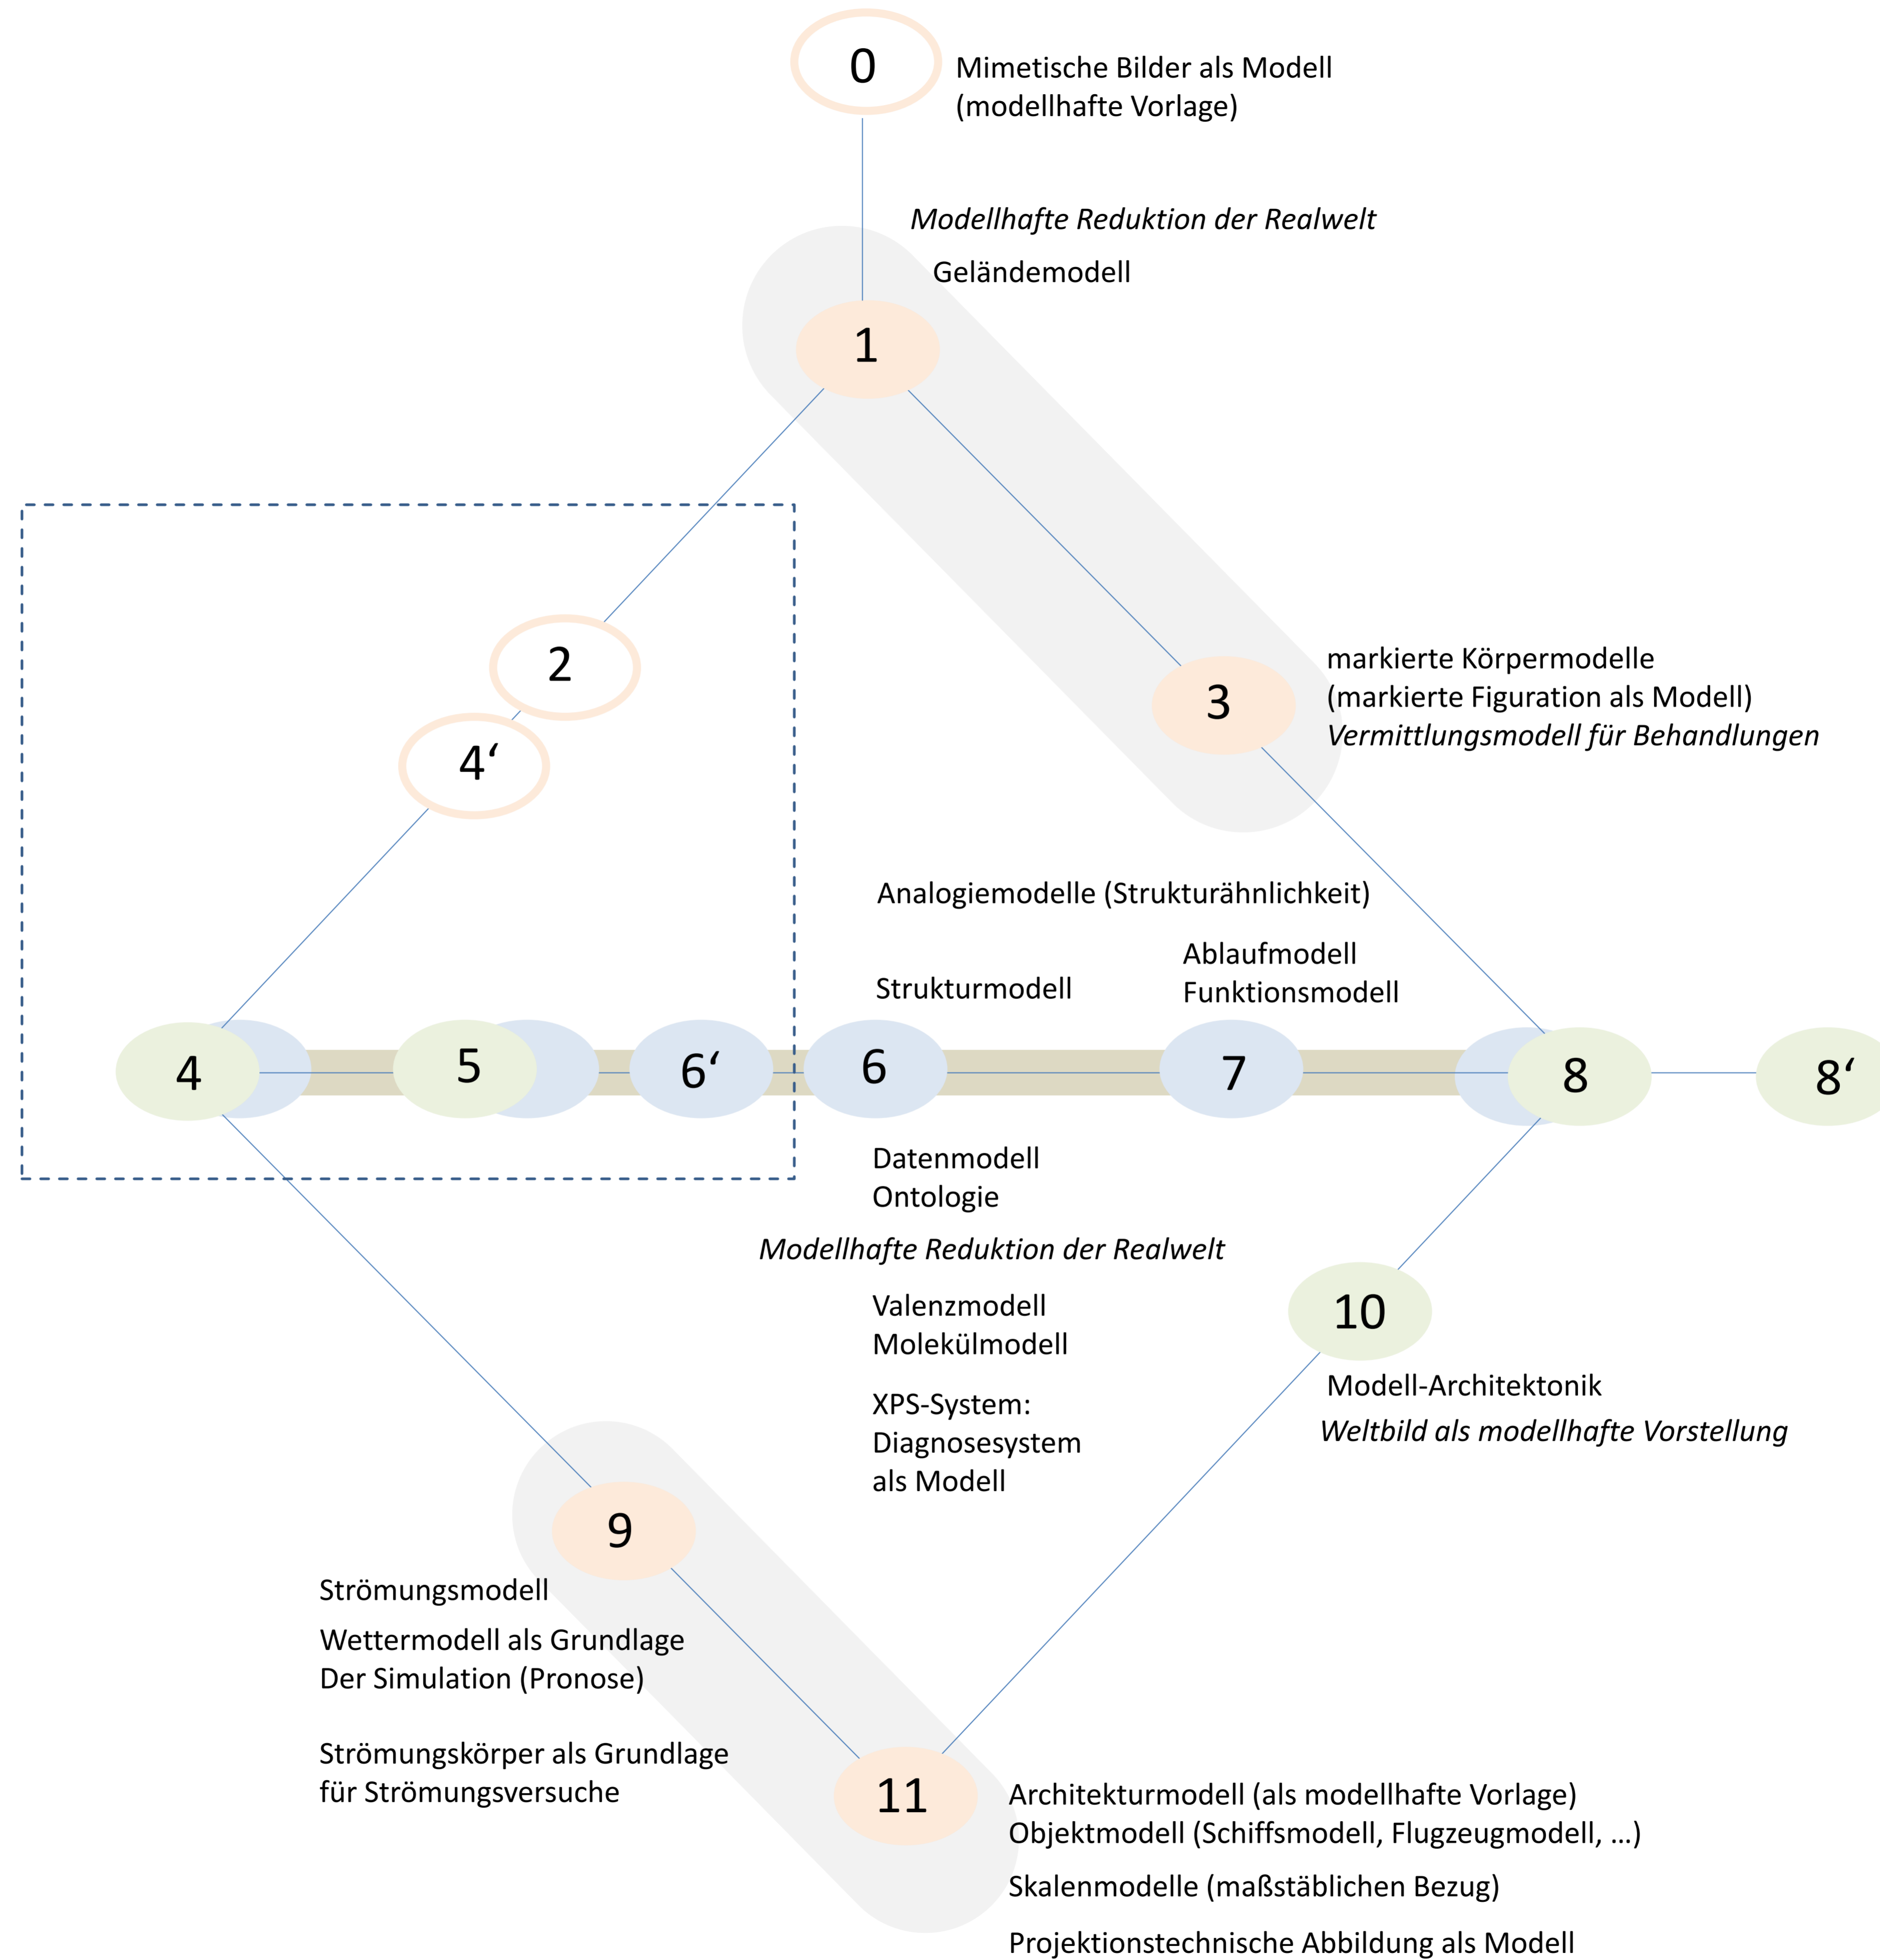 0
Mimetische Bilder als Modell
(modellhafte Vorlage)
Modellhafte Reduktion der Realwelt
Geländemodell
1
2
4‘
3
markierte Körpermodelle
(markierte Figuration als Modell)
Vermittlungsmodell für Behandlungen
Analogiemodelle (Strukturähnlichkeit)
Strukturmodell
Ablaufmodell
Funktionsmodell
4
5
6‘
6
7
8
8‘
Datenmodell
Ontologie
Modellhafte Reduktion der Realwelt
Valenzmodell
Molekülmodell
XPS-System:
Diagnosesystem
als Modell
10
Modell-Architektonik
Weltbild als modellhafte Vorstellung
9
Strömungsmodell
Wettermodell als Grundlage
Der Simulation (Pronose)
Strömungskörper als Grundlage
für Strömungsversuche
11
Architekturmodell (als modellhafte Vorlage)
Objektmodell (Schiffsmodell, Flugzeugmodell, …)
Skalenmodelle (maßstäblichen Bezug)
Projektionstechnische Abbildung als Modell